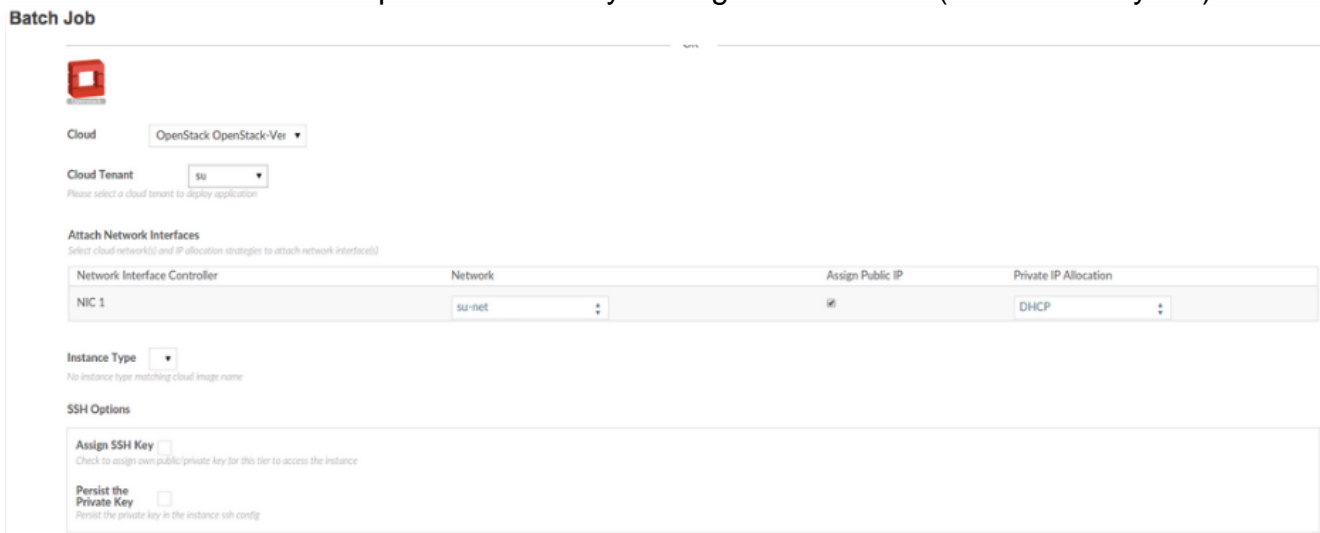 Batch Job
OR
Cloud OpenStack OpenStack-Ver
Cloud Tenant su
Please select a cloud tenant to deploy application
Attach Network Interfaces
Select cloud network(s) and IP allocation strategies to attach network interface(s)
Network Interface Controller Network Assign Public IP Private IP Allocation
NIC 1 su-net DHCP
Instance Type
No instance type matching cloud image name
SSH Options
Assign SSH Key
Check to assign own public/private key for this tier to access the instance
Persist the
Private Key
Persist the private key in the instance ssh config